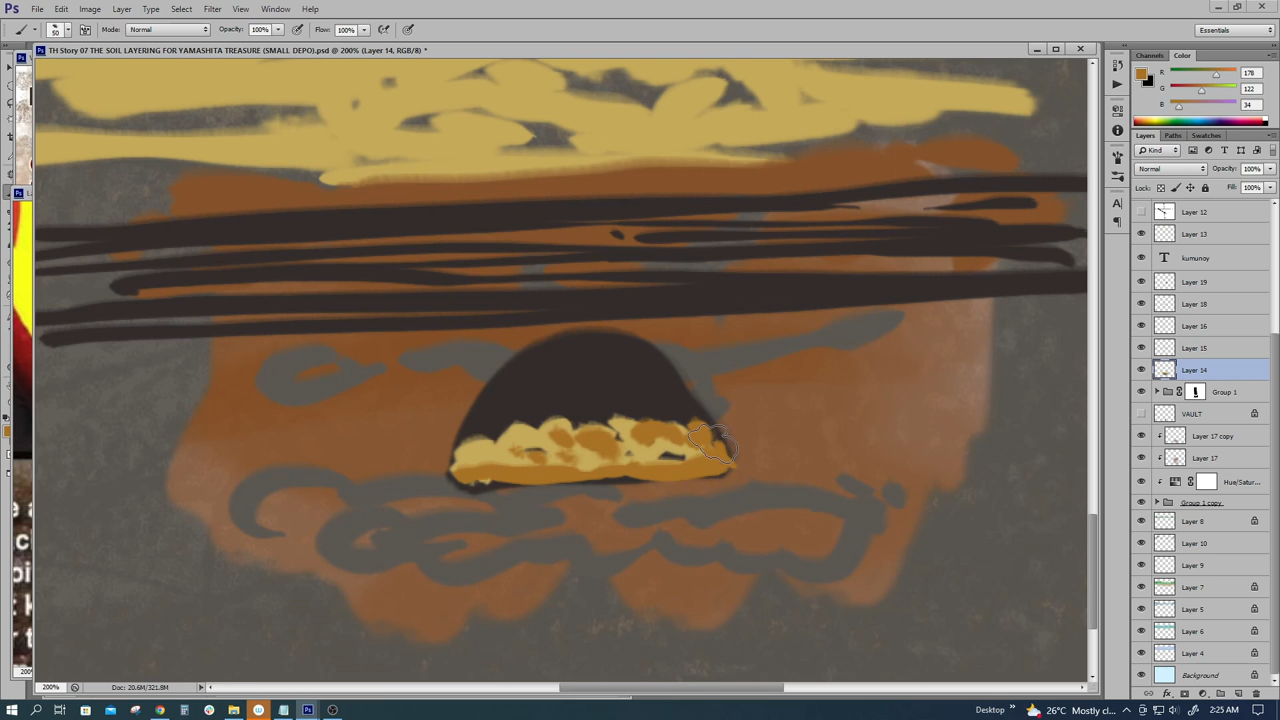 Ps File Edit Image Layer Type Select Filter View Window Help
50 Mode: Normal Opacity: 100% Flow: 100% Essentials
Ps TH Story 07 THE SOIL LAYERING FOR YAMASHITA TREASURE (SMALL DEPO).psd @ 200% (Layer 14, RGB/8) *
Channels Color
R 178
G 122
B 34
Layers Paths Swatches
Kind
Normal Opacity: 100%
Lock: Fill: 100%
Layer 12
Layer 13
T kumunoy
Layer 19
Layer 18
Layer 16
Layer 15
Layer 14
Group 1
VAULT
Layer 17 copy
Layer 17
Hue/Satur...
Group 1 copy
Layer 8
Layer 10
Layer 9
Layer 7
Layer 5
Layer 6
Layer 4
Background
200% Doc: 20.6M/321.8M
Desktop 26°C Mostly cl... 2:25 AM